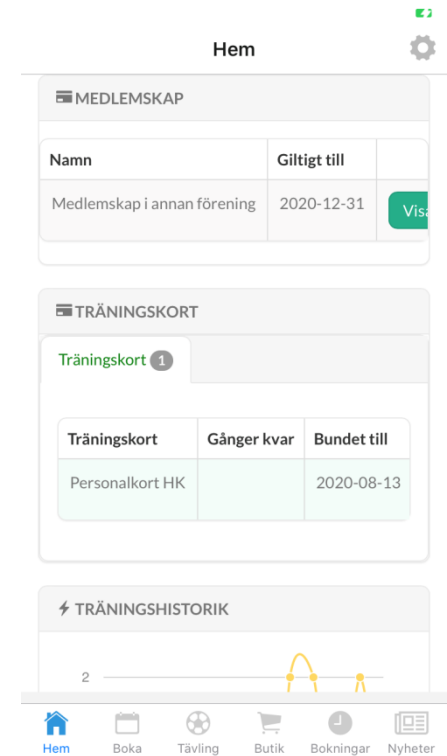 Hem
MEDLEMSKAP
Namn Giltigt till
Medlemskap i annan förening 2020-12-31 Visa
TRÄNINGSKORT
Träningskort 1
Träningskort Gånger kvar Bundet till
Personalkort HK 2020-08-13
TRÄNINGSHISTORIK
2
Hem Boka Tävling Butik Bokningar Nyheter